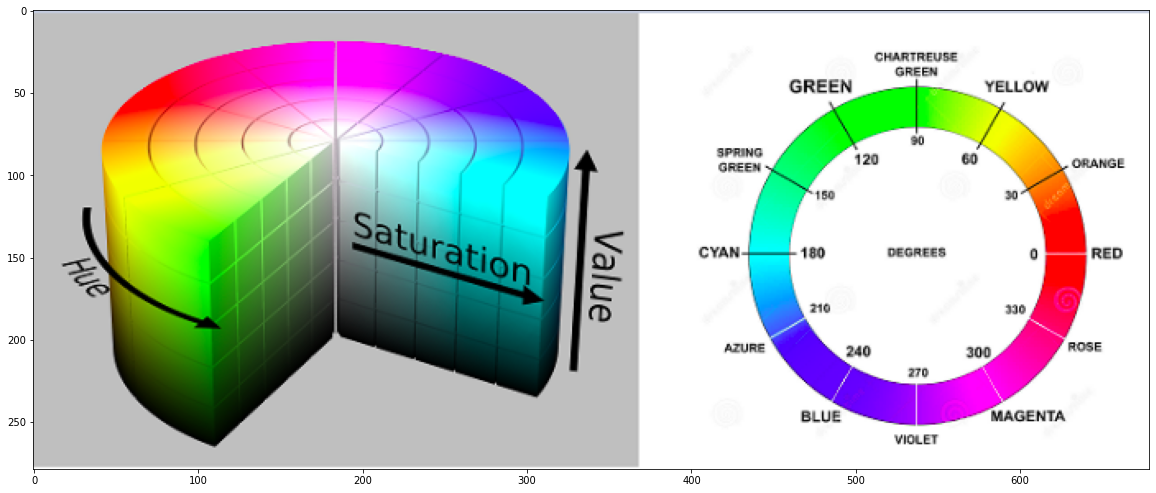 0
50
100
150
200
250
0
100
200
300
400
500
600
Hue
Saturation
Value
CHARTREUSE
GREEN
GREEN
YELLOW
SPRING
GREEN
ORANGE
CYAN
RED
AZURE
ROSE
BLUE
MAGENTA
VIOLET
90
120
60
150
30
180
DEGREES
0
210
330
240
300
270